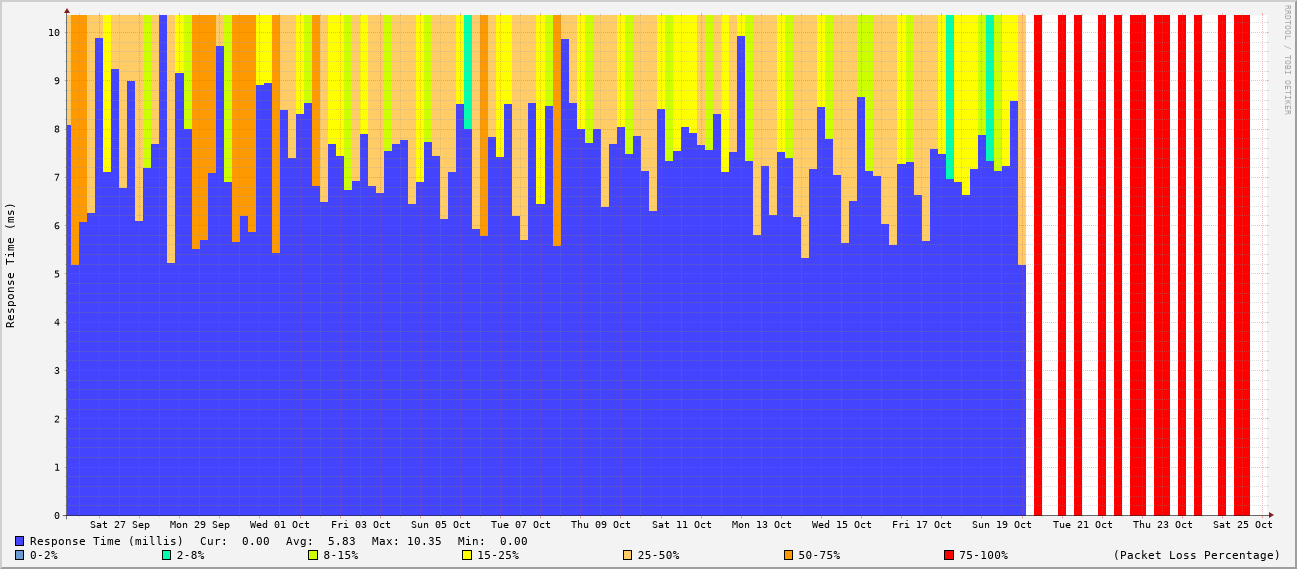 RRDTOOL / TOBI OETIKER
Response Time (ms)
10
9
8
7
6
5
4
3
2
1
0
Sat 27 Sep Mon 29 Sep Wed 01 Oct Fri 03 Oct Sun 05 Oct Tue 07 Oct Thu 09 Oct Sat 11 Oct Mon 13 Oct Wed 15 Oct Fri 17 Oct Sun 19 Oct Tue 21 Oct Thu 23 Oct Sat 25 Oct
Response Time (millis) Cur: 0.00 Avg: 5.83 Max: 10.35 Min: 0.00
0-2% 2-8% 8-15% 15-25% 25-50% 50-75% 75-100% (Packet Loss Percentage)